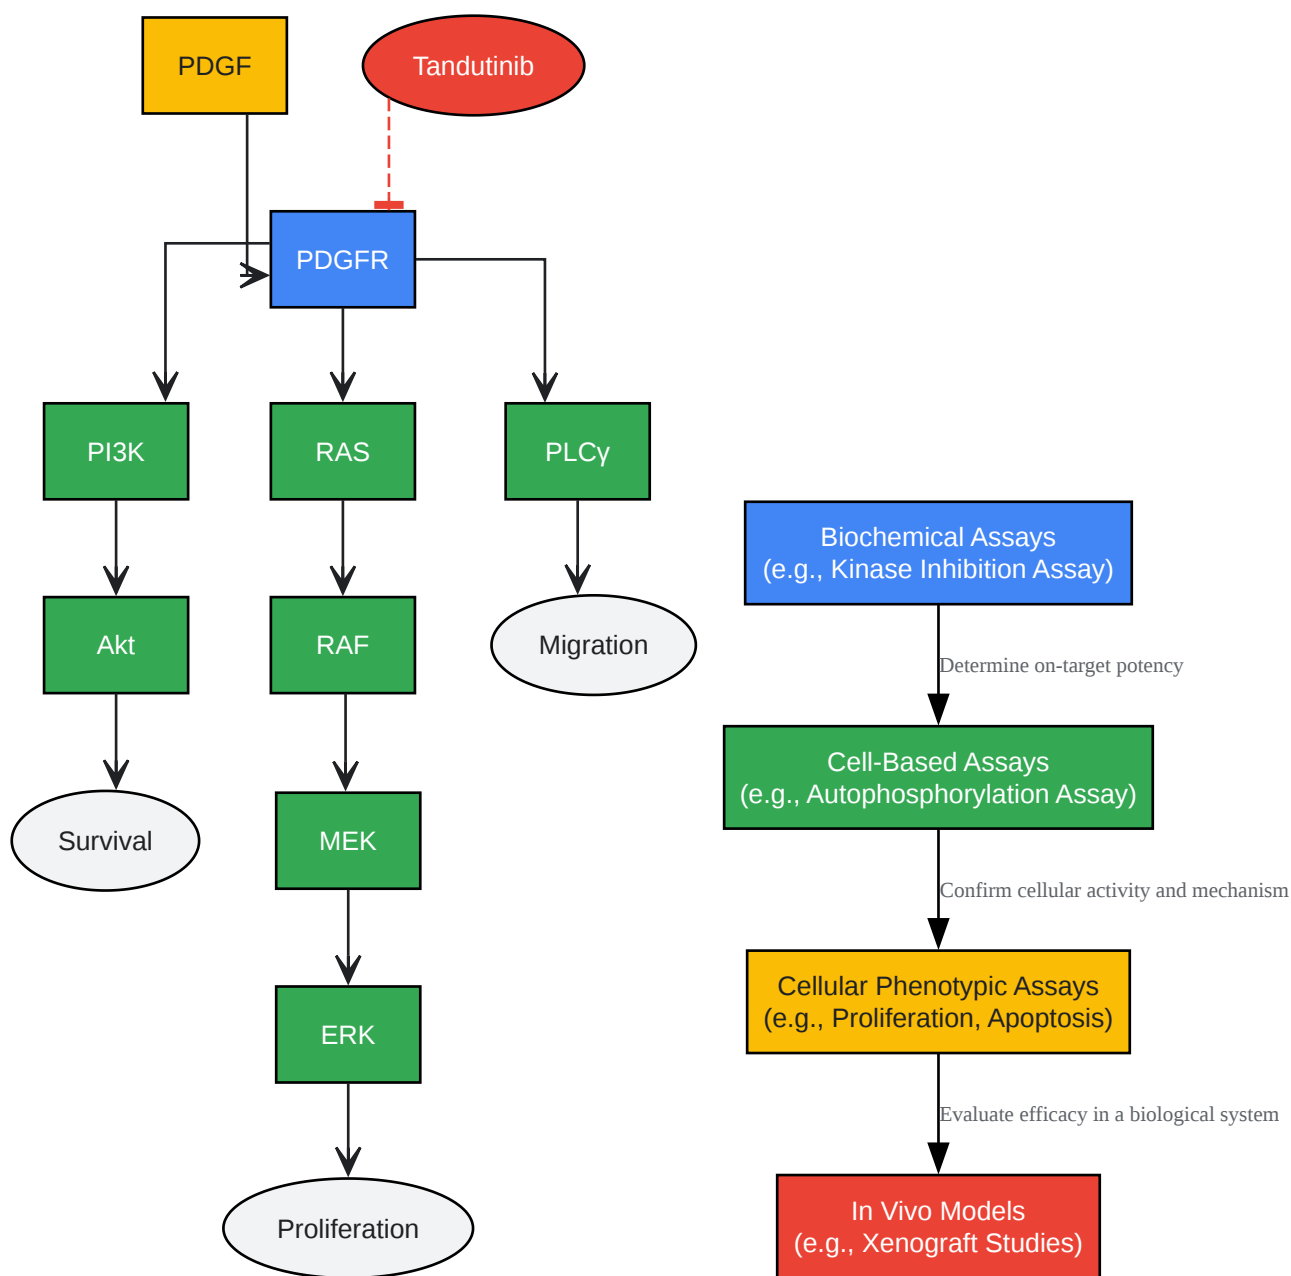 PDGF
Tandutinib
PDGFR
PI3K
RAS
PLCγ
Akt
RAF
Migration
Survival
MEK
ERK
Proliferation
Biochemical Assays
(e.g., Kinase Inhibition Assay)
Determine on-target potency
Cell-Based Assays
(e.g., Autophosphorylation Assay)
Confirm cellular activity and mechanism
Cellular Phenotypic Assays
(e.g., Proliferation, Apoptosis)
Evaluate efficacy in a biological system
In Vivo Models
(e.g., Xenograft Studies)